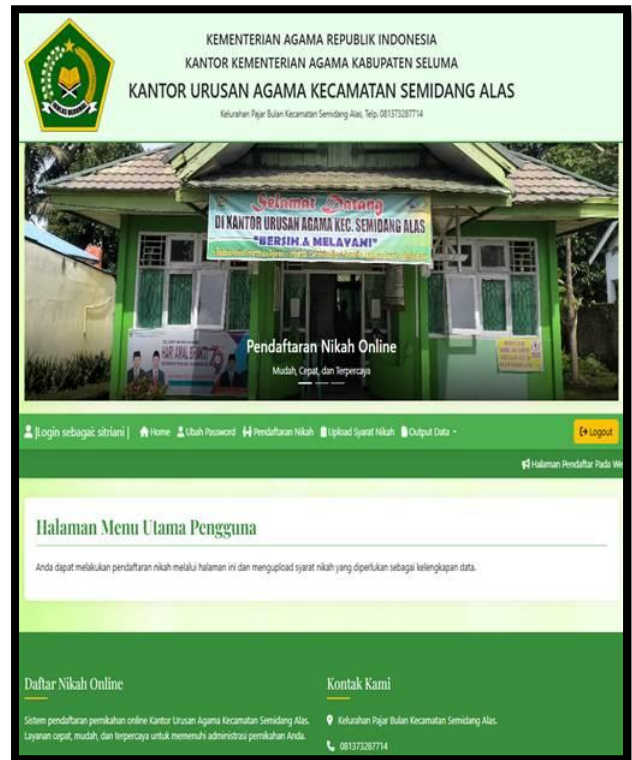 KEMENTERIAN AGAMA REPUBLIK INDONESIA
KANTOR KEMENTERIAN AGAMA KABUPATEN SELUMA
KANTOR URUSAN AGAMA KECAMATAN SEMIDANG ALAS
Kelurahan Pajar Bulan Kecamatan Semidang Alas, Telp. 081373287714
Selamat Datang
DI KANTOR URUSAN AGAMA KEC. SEMIDANG ALAS
"BERSIH & MELAYANI"
HARI AMAL BHAKTI
Pendaftaran Nikah Online
Mudah, Cepat, dan Terpercaya
|Login sebagai: sitriani | Home Ubah Password Pendaftaran Nikah Upload Syarat Nikah Output Data Logout
Halaman Pendaftar Pada We
Halaman Menu Utama Pengguna
Anda dapat melakukan pendaftaran nikah melalui halaman ini dan mengupload syarat nikah yang diperlukan sebagai kelengkapan data.
Daftar Nikah Online
Sistem pendaftaran pernikahan online Kantor Urusan Agama Kecamatan Semidang Alas.
Layanan cepat, mudah, dan terpercaya untuk memenuhi administrasi pernikahan Anda.
Kontak Kami
Kelurahan Pajar Bulan Kecamatan Semidang Alas.
081373287714